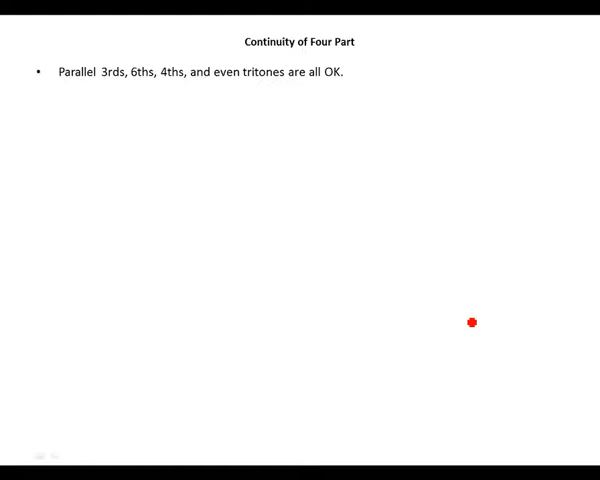 Continuity of Four Part
• Parallel 3rds, 6ths, 4ths, and even tritones are all OK.